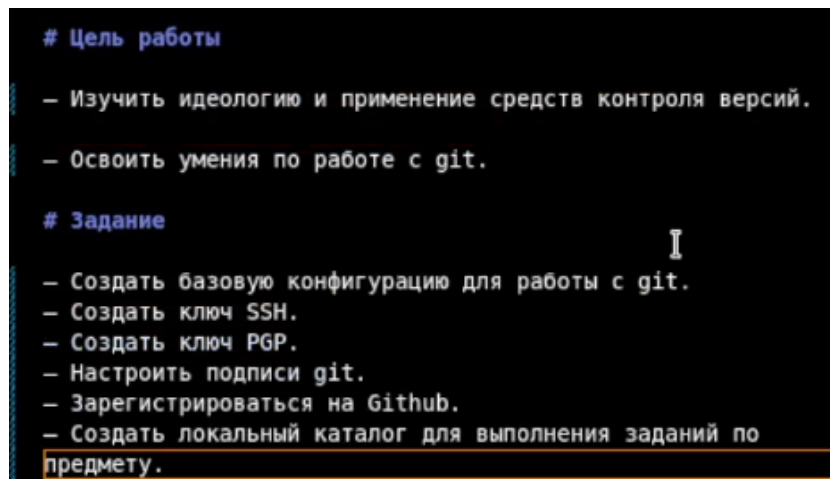 # Цель работы
– Изучить идеологию и применение средств контроля версий.
– Освоить умения по работе с git.
# Задание
– Создать базовую конфигурацию для работы с git.
– Создать ключ SSH.
– Создать ключ PGP.
– Настроить подписи git.
– Зарегистрироваться на Github.
– Создать локальный каталог для выполнения заданий по
предмету.